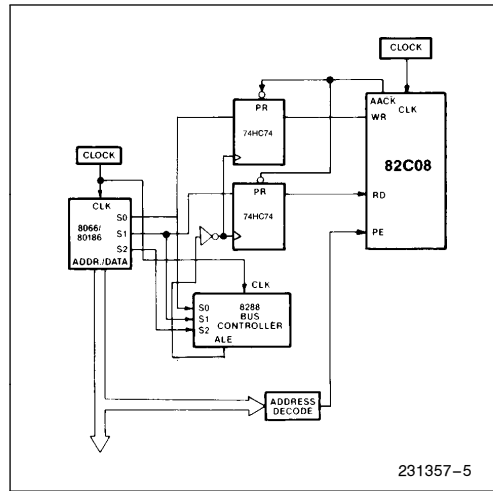 CLOCK
PR
AACK
CLK
WR
74HC74
82C08
CLOCK
PR
CLK
74HC74
RD
S0
8066/
80186
S1
S2
PE
ADDR./DATA
CLK
S0
8288
S1
BUS
S2
CONTROLLER
ALE
ADDRESS
DECODE
231357-5